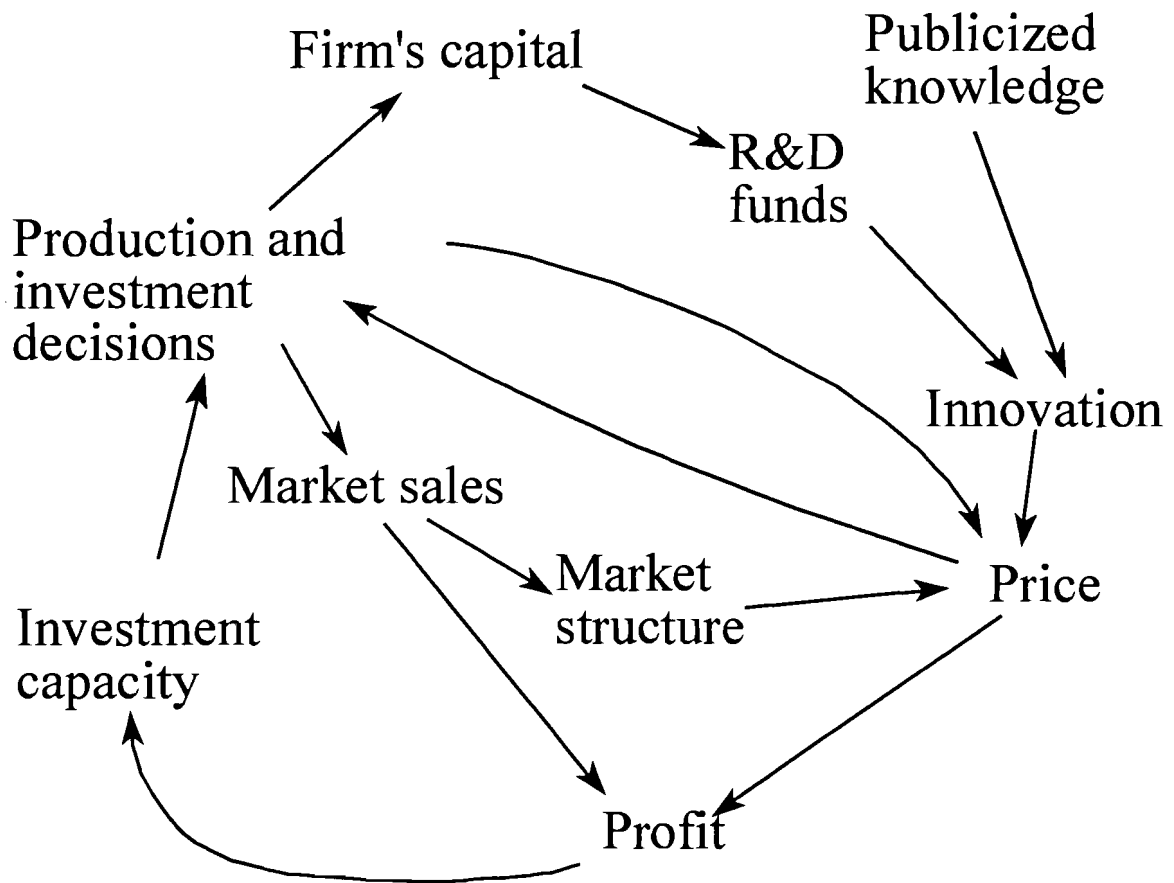 Firm's capital
Publicized
knowledge
R&D
funds
Production and
investment
decisions
Innovation
Market sales
Market
structure
Price
Investment
capacity
Profit